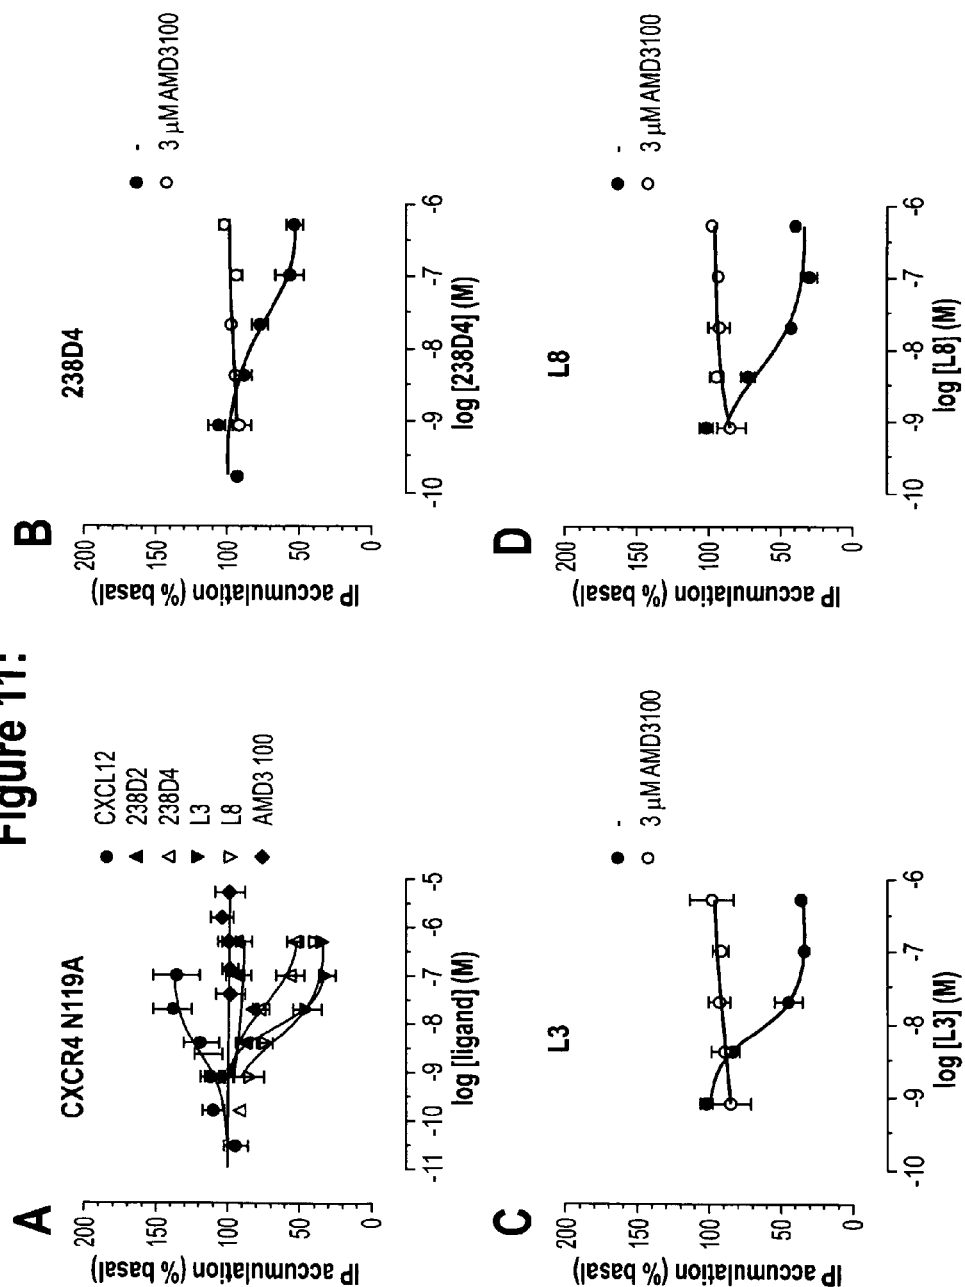 Figure 11:
A
CXCR4 N119A
IP accumulation (% basal)
200
150
100
50
0
-11
-10
-9
-8
-7
-6
-5
log [ligand] (M)
CXCL12
238D2
238D4
L3
L8
AMD3 100
B
238D4
IP accumulation (% basal)
200
150
100
50
0
-10
-9
-8
-7
-6
log [238D4] (M)
-
3 μM AMD3100
C
L3
IP accumulation (% basal)
200
150
100
50
0
-10
-9
-8
-7
-6
log [L3] (M)
-
3 μM AMD3100
D
L8
IP accumulation (% basal)
200
150
100
50
0
-10
-9
-8
-7
-6
log [L8] (M)
-
3 μM AMD3100